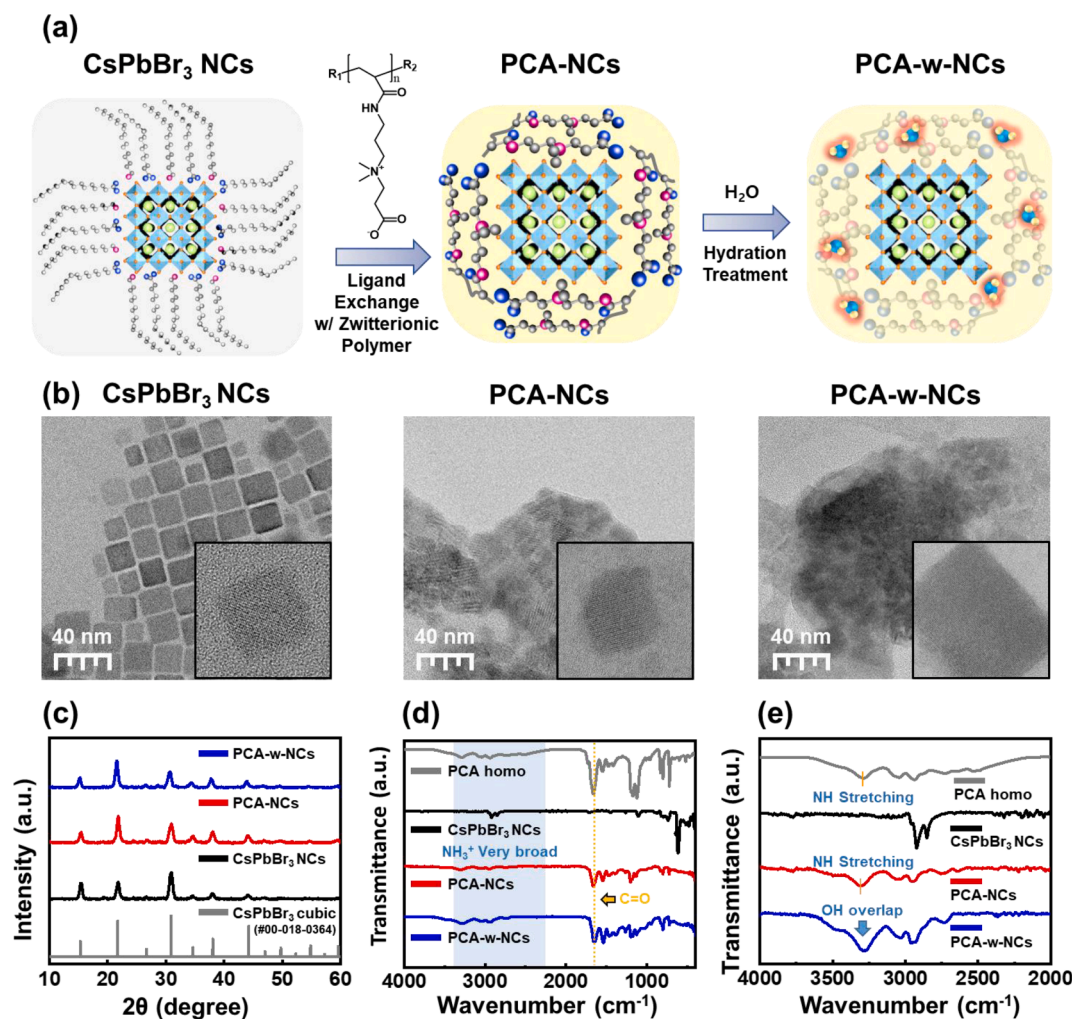 (a)
CsPbBr₃ NCs
PCA-NCs
PCA-w-NCs
R₁
R₂
n
O
NH
N⁺
O
⁻O
Ligand
Exchange
w/ Zwitterionic
Polymer
H₂O
Hydration
Treatment
(b)
CsPbBr₃ NCs
PCA-NCs
PCA-w-NCs
40 nm
40 nm
40 nm
(c)
Intensity (a.u.)
PCA-w-NCs
PCA-NCs
CsPbBr₃ NCs
CsPbBr₃ cubic
(#00-018-0364)
10 20 30 40 50 60
2θ (degree)
(d)
Transmittance (a.u.)
PCA homo
CsPbBr₃ NCs
NH₃⁺ Very broad
PCA-NCs
C=O
PCA-w-NCs
4000 3000 2000 1000
Wavenumber (cm⁻¹)
(e)
Transmittance (a.u.)
NH Stretching
PCA homo
CsPbBr₃ NCs
NH Stretching
PCA-NCs
OH overlap
PCA-w-NCs
4000 3500 3000 2500 2000
Wavenumber (cm⁻¹)